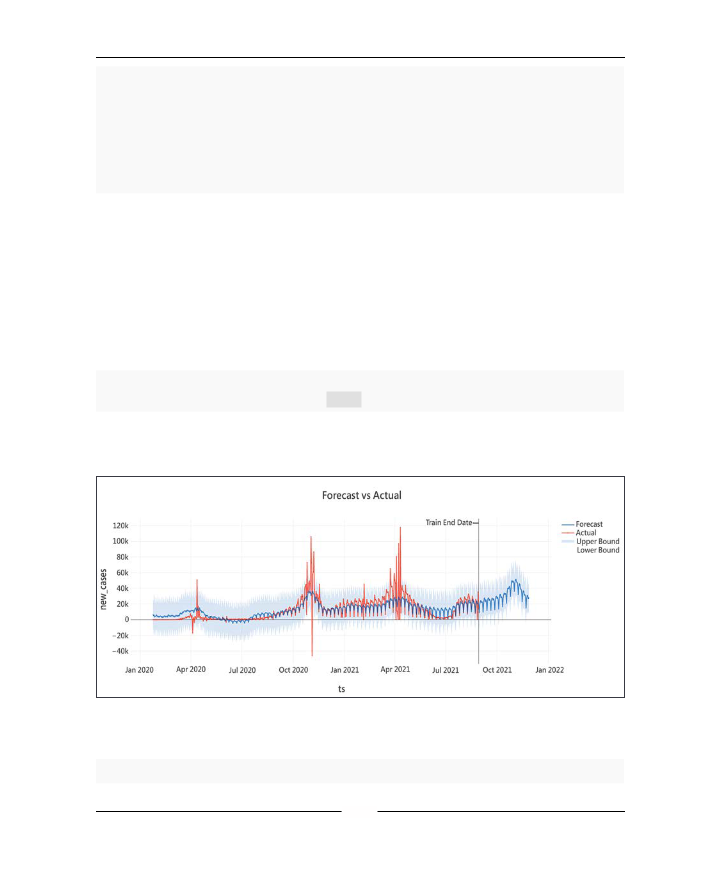 Forecast vs Actual
Train End Date
Forecast
Actual
Upper Bound
Lower Bound
120k
100k
80k
60k
40k
20k
0
−20k
−40k
new_cases
Jan 2020 Apr 2020 Jul 2020 Oct 2020 Jan 2021 Apr 2021 Jul 2021 Oct 2021 Jan 2022
ts